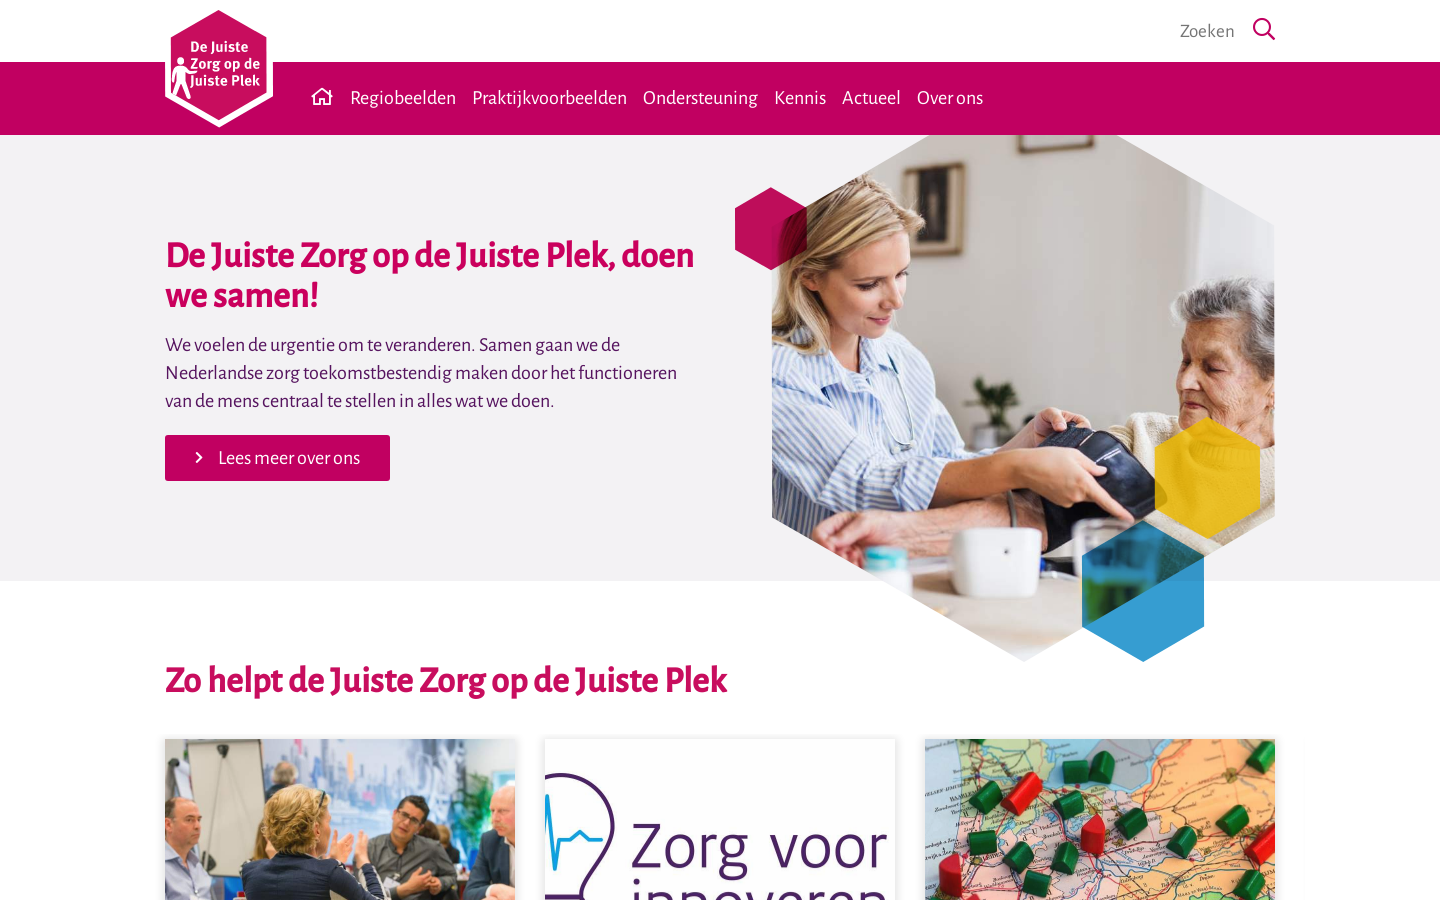 De Juiste
Zorg op de
Juiste Plek
Zoeken
Regiobeelden Praktijkvoorbeelden Ondersteuning Kennis Actueel Over ons
De Juiste Zorg op de Juiste Plek, doen
we samen!
We voelen de urgentie om te veranderen. Samen gaan we de
Nederlandse zorg toekomstbestendig maken door het functioneren
van de mens centraal te stellen in alles wat we doen.
Lees meer over ons
Zo helpt de Juiste Zorg op de Juiste Plek
Zorg voor
innoveren